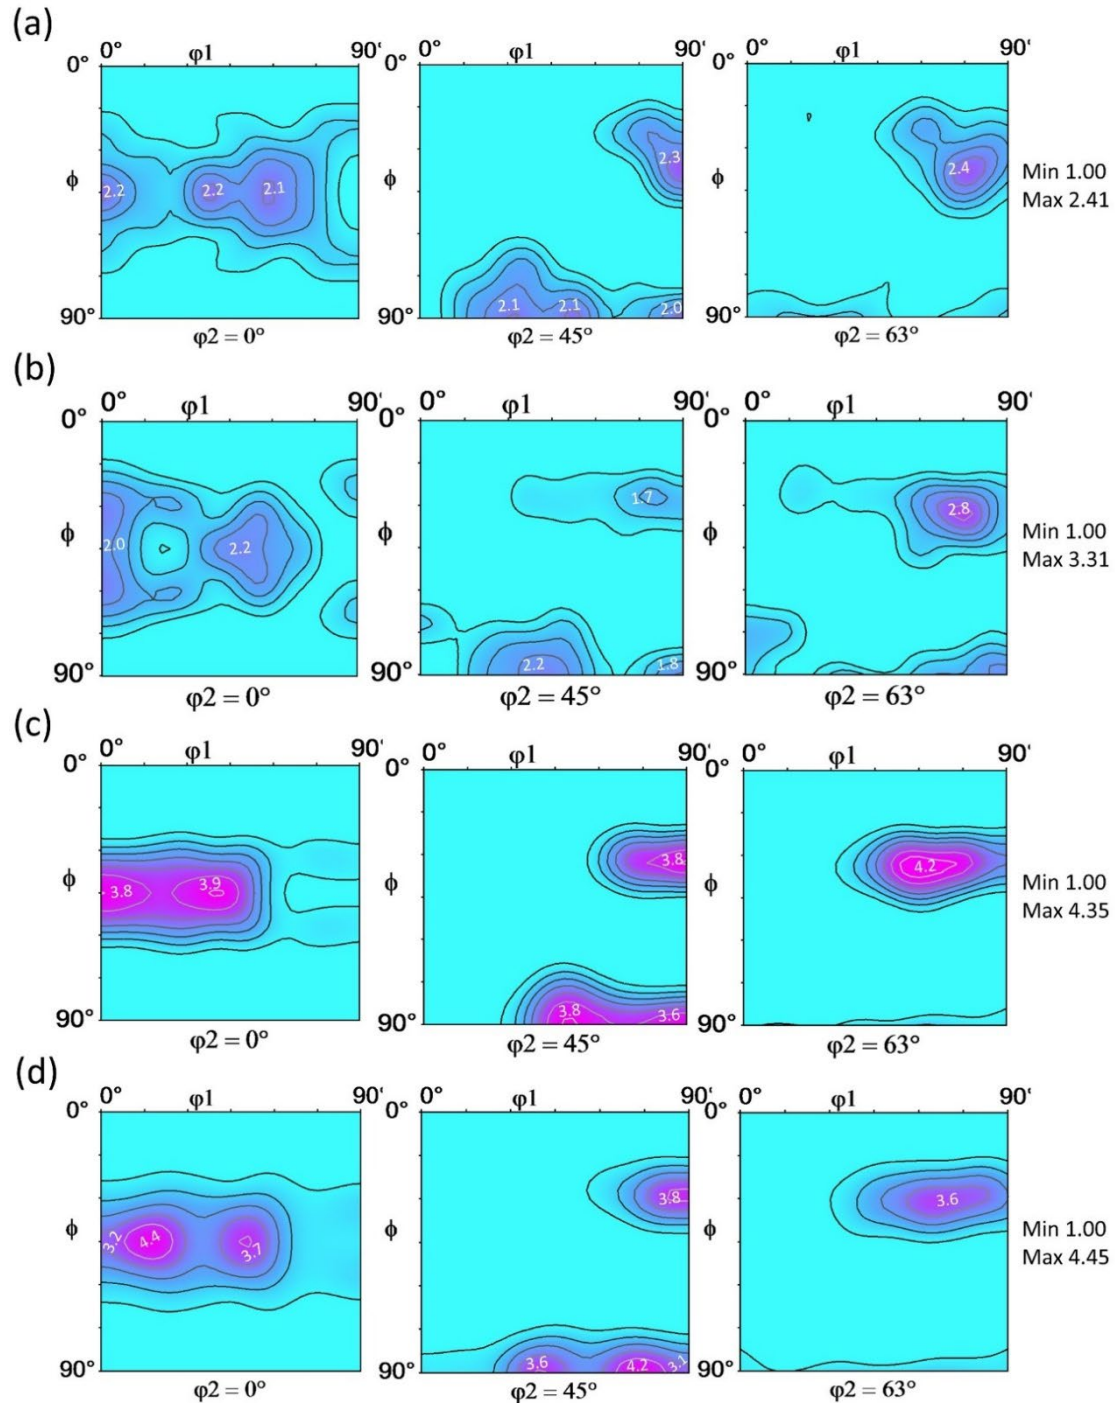 (a)
0° φ1 90'
0° φ1 90'
0° φ1 90'
0° 0° 0°
2.3
2.2 2.2 2.1
2.4
ϕ ϕ ϕ
Min 1.00
Max 2.41
2.1 2.1 2.0
90° 90° 90°
φ2 = 0° φ2 = 45° φ2 = 63°
(b)
0° φ1 90'
0° φ1 90'
0° φ1 90'
0° 0° 0°
1.7
2.8
2.0 2.2
ϕ ϕ ϕ
Min 1.00
Max 3.31
2.2 1.8
90° 90° 90°
φ2 = 0° φ2 = 45° φ2 = 63°
(c)
0° φ1 90'
0° φ1 90'
0° φ1 90'
0° 0° 0°
3.8
4.2
3.8 3.9
ϕ ϕ ϕ
Min 1.00
Max 4.35
3.8 3.6
90° 90° 90°
φ2 = 0° φ2 = 45° φ2 = 63°
(d)
0° φ1 90°
0° φ1 90°
0° φ1 90°
0° 0° 0°
3.8
3.6
3.2 4.4 3.7
ϕ ϕ ϕ
Min 1.00
Max 4.45
3.6 4.2 3.1
90° 90° 90°
φ2 = 0° φ2 = 45° φ2 = 63°